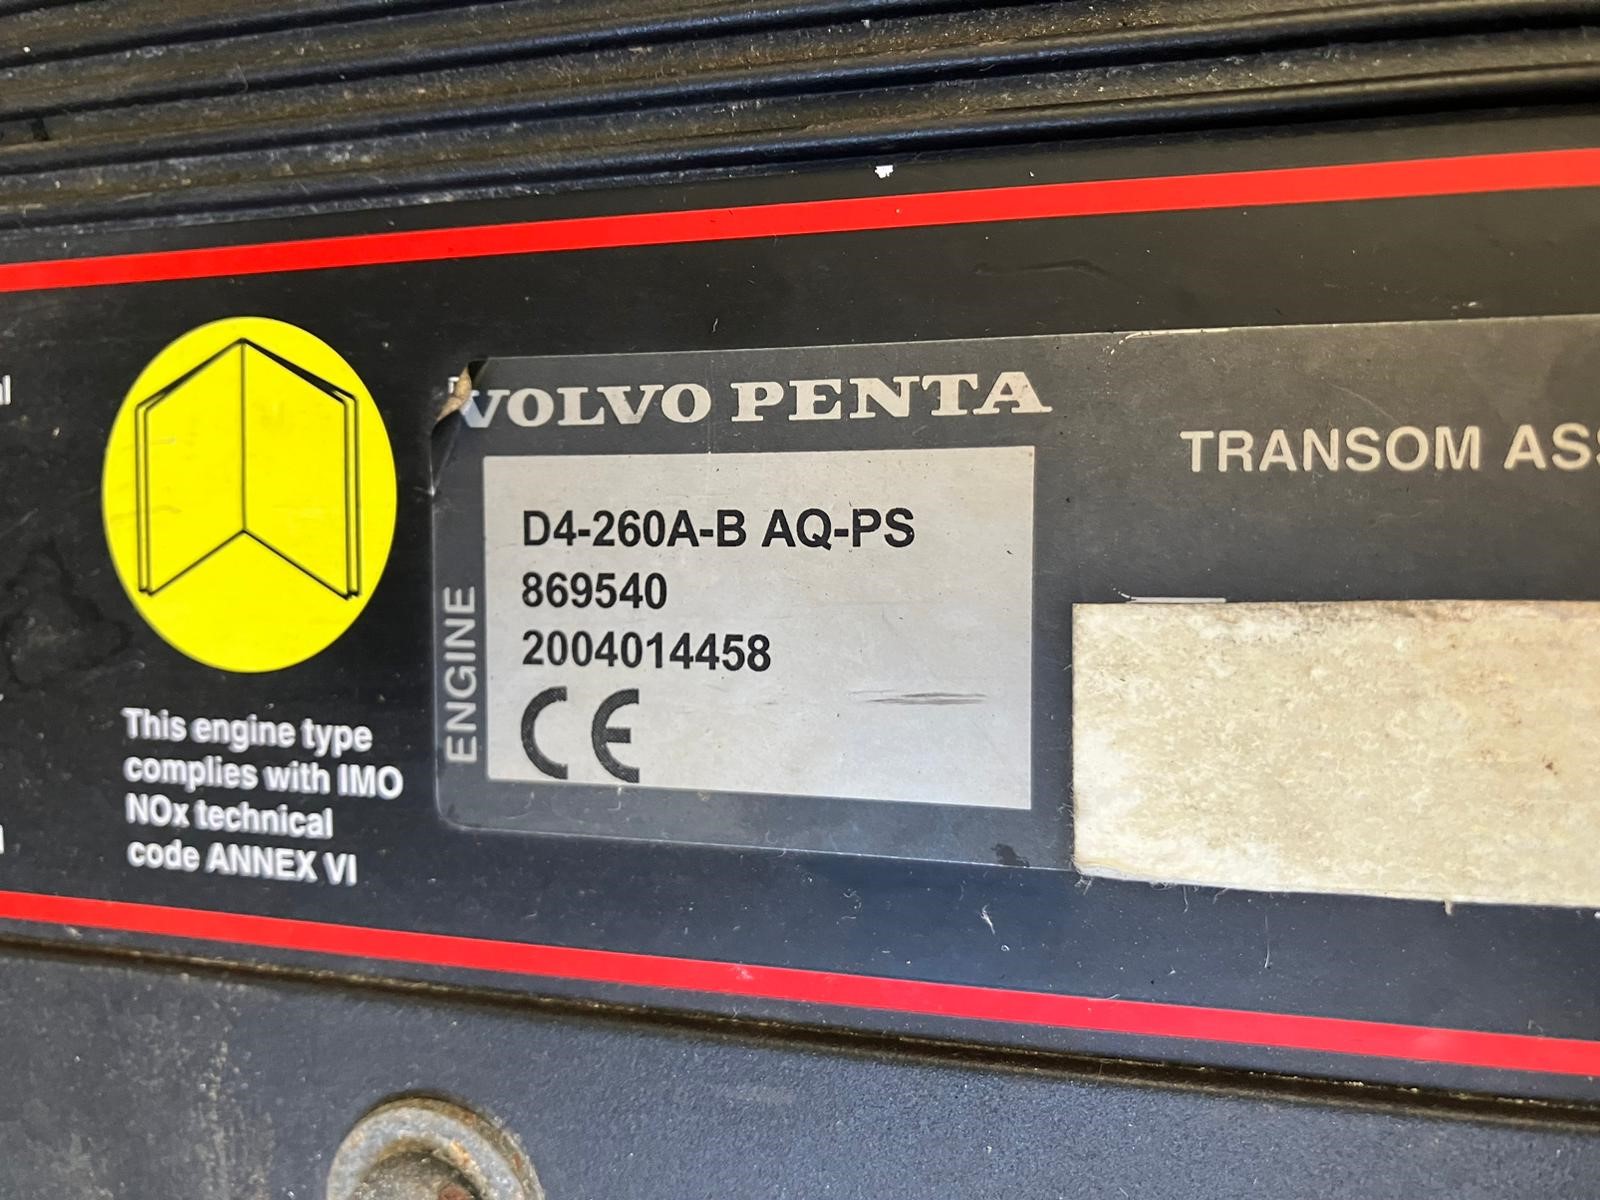 VOLVO PENTA
D4-260A-B AQ-PS
869540
2004014458
CE
ENGINE
This engine type
complies with IMO
NOx technical
code ANNEX VI
TRANSOM